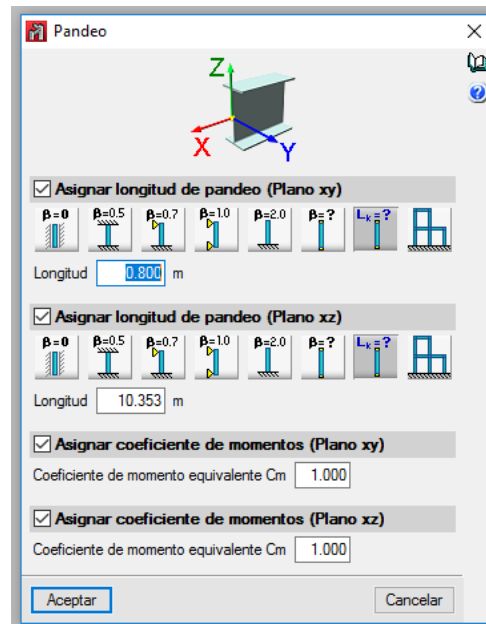 Pandeo
Z
X
Y
Asignar longitud de pandeo (Plano xy)
β=0 β=0.5 β=0.7 β=1.0 β=2.0 β=? Lk=?
Longitud 0.800 m
Asignar longitud de pandeo (Plano xz)
β=0 β=0.5 β=0.7 β=1.0 β=2.0 β=? Lk=?
Longitud 10.353 m
Asignar coeficiente de momentos (Plano xy)
Coeficiente de momento equivalente Cm 1.000
Asignar coeficiente de momentos (Plano xz)
Coeficiente de momento equivalente Cm 1.000
Aceptar Cancelar